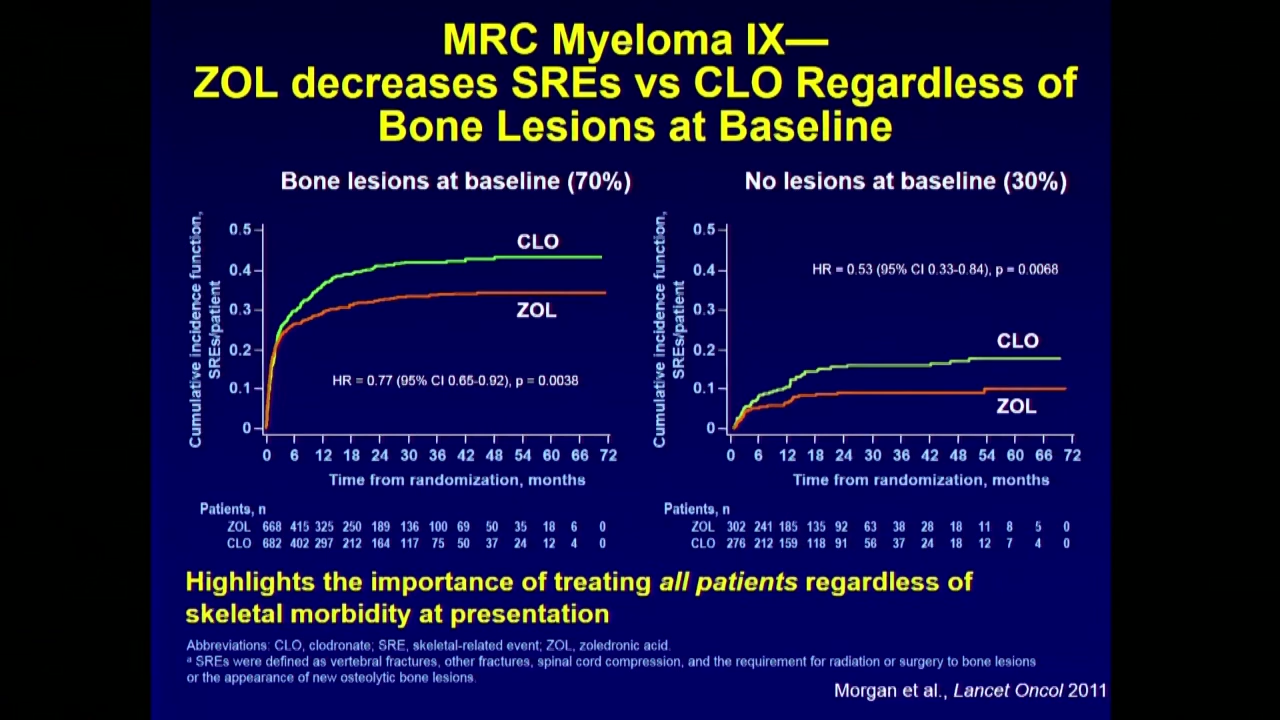 MRC Myeloma IX—
ZOL decreases SREs vs CLO Regardless of
Bone Lesions at Baseline
Bone lesions at baseline (70%)
Cumulative incidence function,
SREs/patient
0.5
0.4
0.3
0.2
0.1
0
CLO
ZOL
HR = 0.77 (95% CI 0.65-0.92), p = 0.0038
0 6 12 18 24 30 36 42 48 54 60 66 72
Time from randomization, months
Patients, n
ZOL 668 415 325 250 189 136 100 69 50 35 18 6 0
CLO 682 402 297 212 164 117 75 50 37 24 12 4 0
No lesions at baseline (30%)
Cumulative incidence function,
SREs/patient
0.5
0.4
0.3
0.2
0.1
0
HR = 0.53 (95% CI 0.33-0.84), p = 0.0068
CLO
ZOL
0 6 12 18 24 30 36 42 48 54 60 66 72
Time from randomization, months
Patients, n
ZOL 302 241 185 135 92 63 38 28 18 11 8 5 0
CLO 276 212 159 118 91 56 37 24 18 12 7 4 0
Highlights the importance of treating all patients regardless of
skeletal morbidity at presentation
Abbreviations: CLO, clodronate; SRE, skeletal-related event; ZOL, zoledronic acid.
ᵃ SREs were defined as vertebral fractures, other fractures, spinal cord compression, and the requirement for radiation or surgery to bone lesions
or the appearance of new osteolytic bone lesions.
Morgan et al., Lancet Oncol 2011